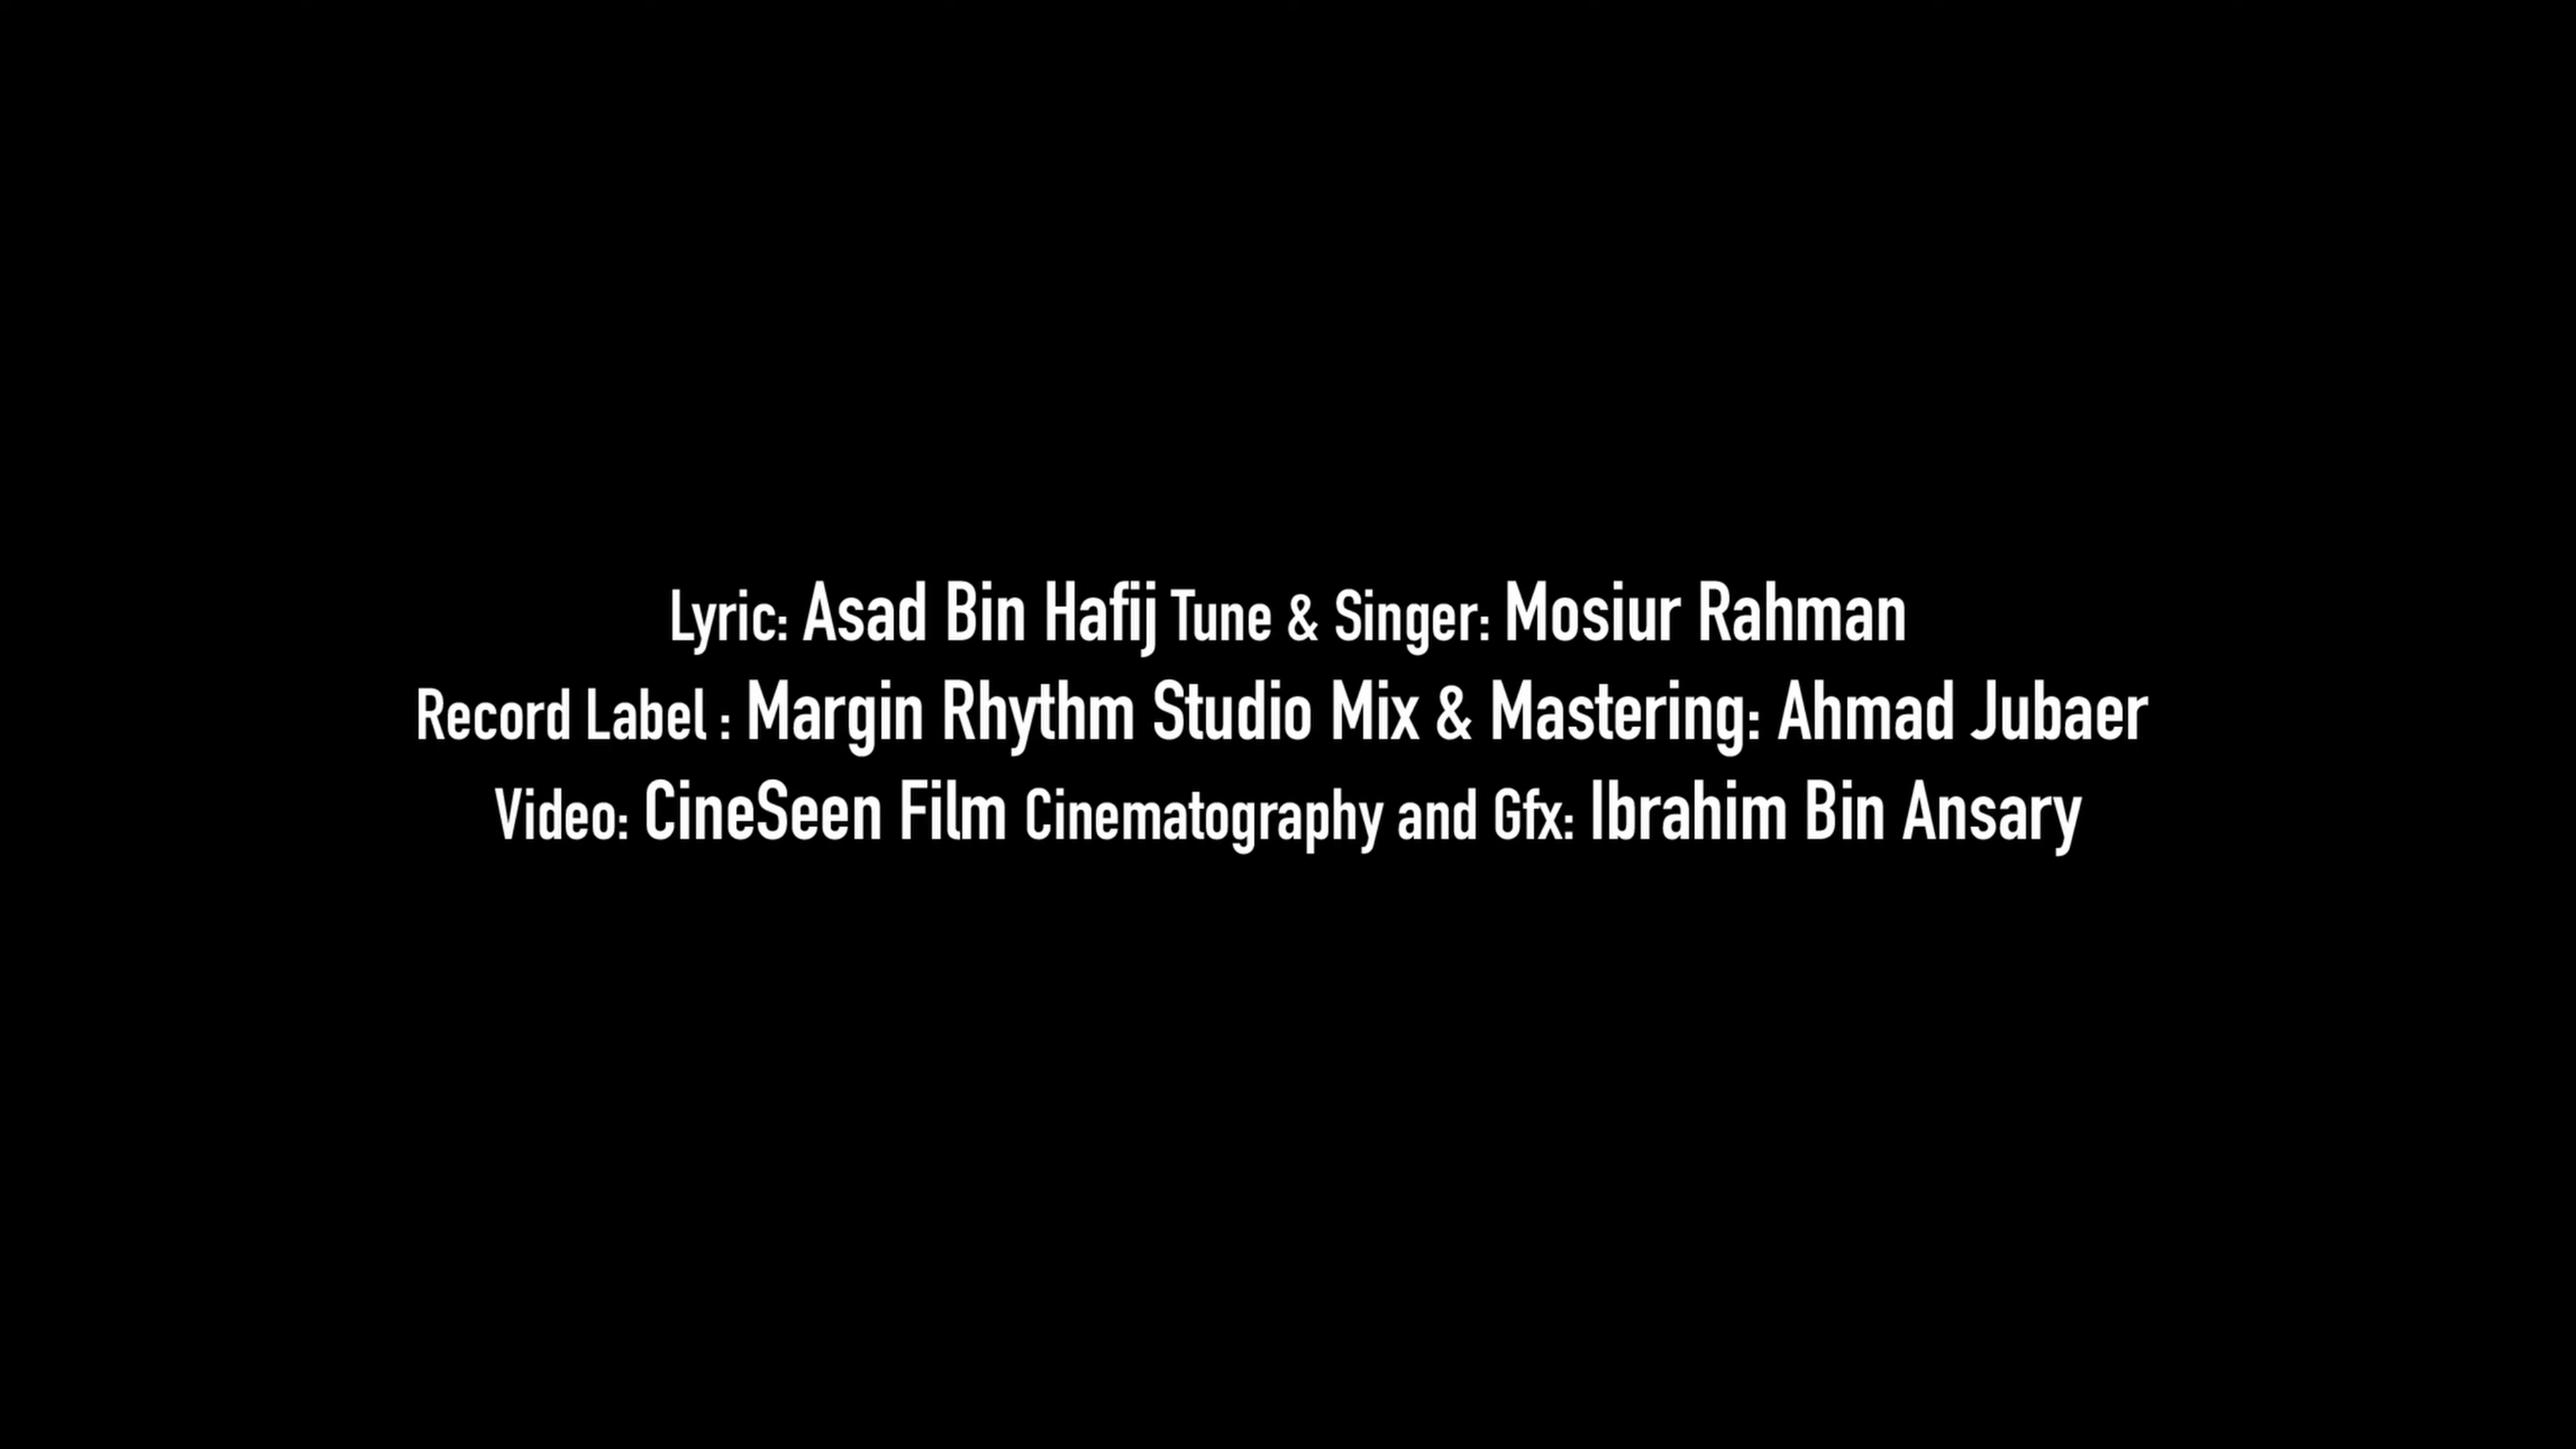 Lyric: Asad Bin Hafij Tune & Singer: Mosiur Rahman
Record Label : Margin Rhythm Studio Mix & Mastering: Ahmad Jubaer
Video: CineSeen Film Cinematography and Gfx: Ibrahim Bin Ansary